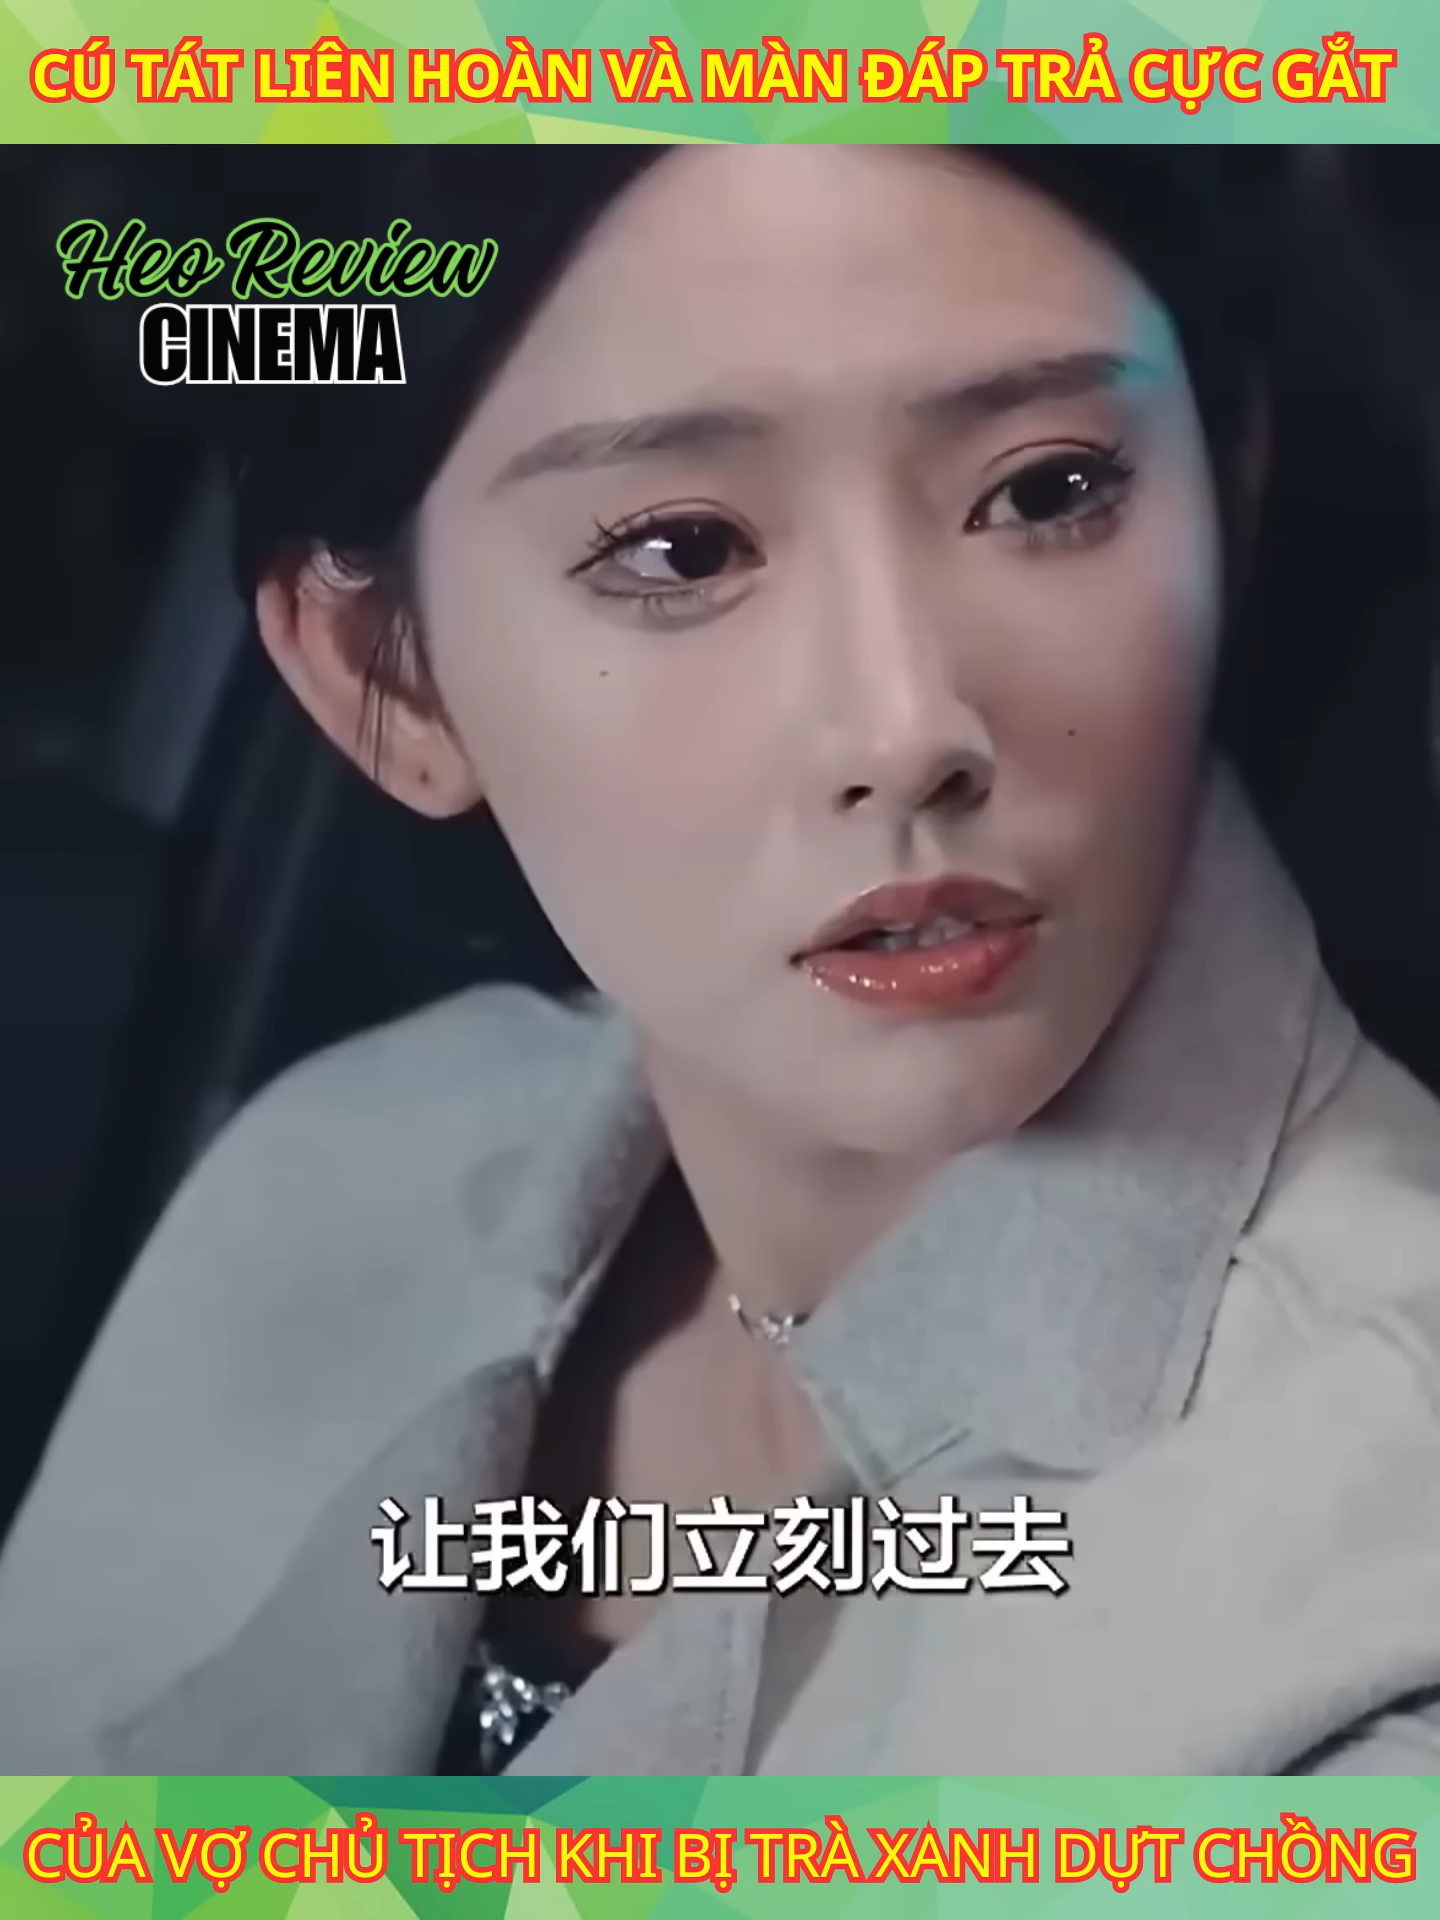 CÚ TÁT LIÊN HOÀN VÀ MÀN ĐÁP TRẢ CỰC GẮT
Heo Review
CINEMA
让我们立刻过去
CỦA VỢ CHỦ TỊCH KHI BỊ TRÀ XANH DỰT CHỒNG